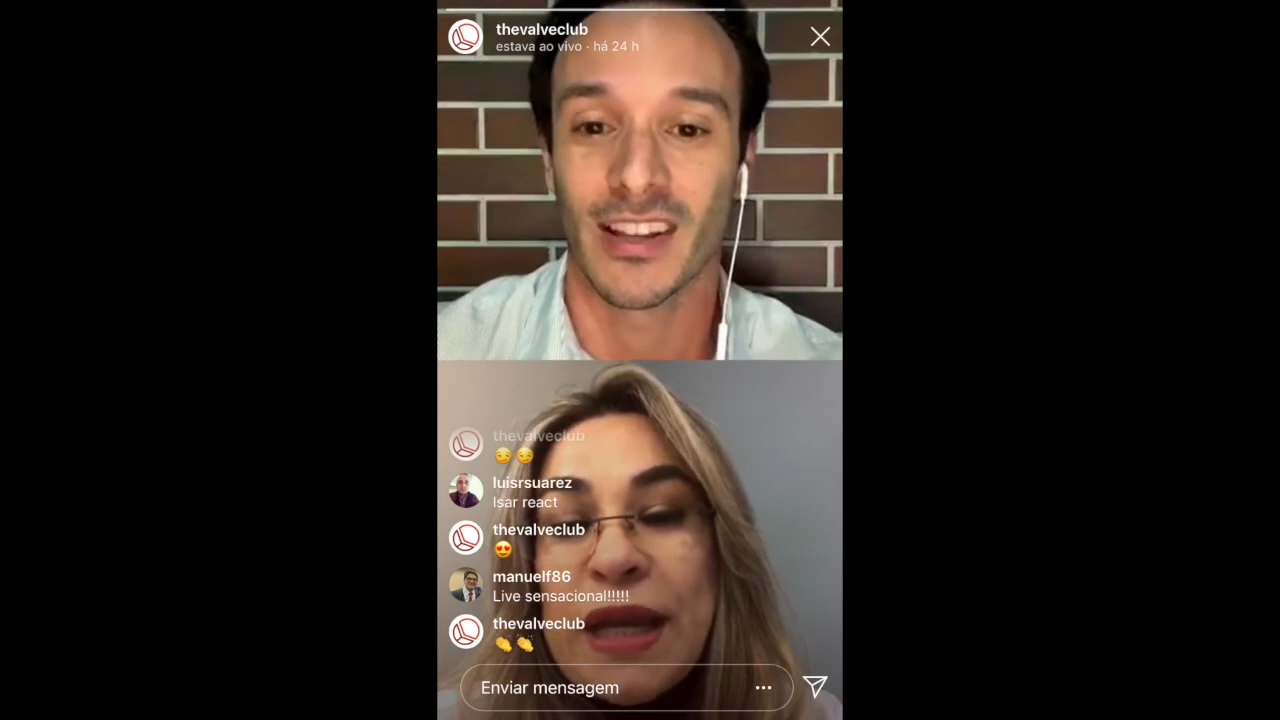 thevalveclub
estava ao vivo · há 24 h
thevalveclub
😏 😏
luisrsuarez
Isar react
thevalveclub
😍
manuelf86
Live sensacional!!!!!
thevalveclub
👏 👏
Enviar mensagem